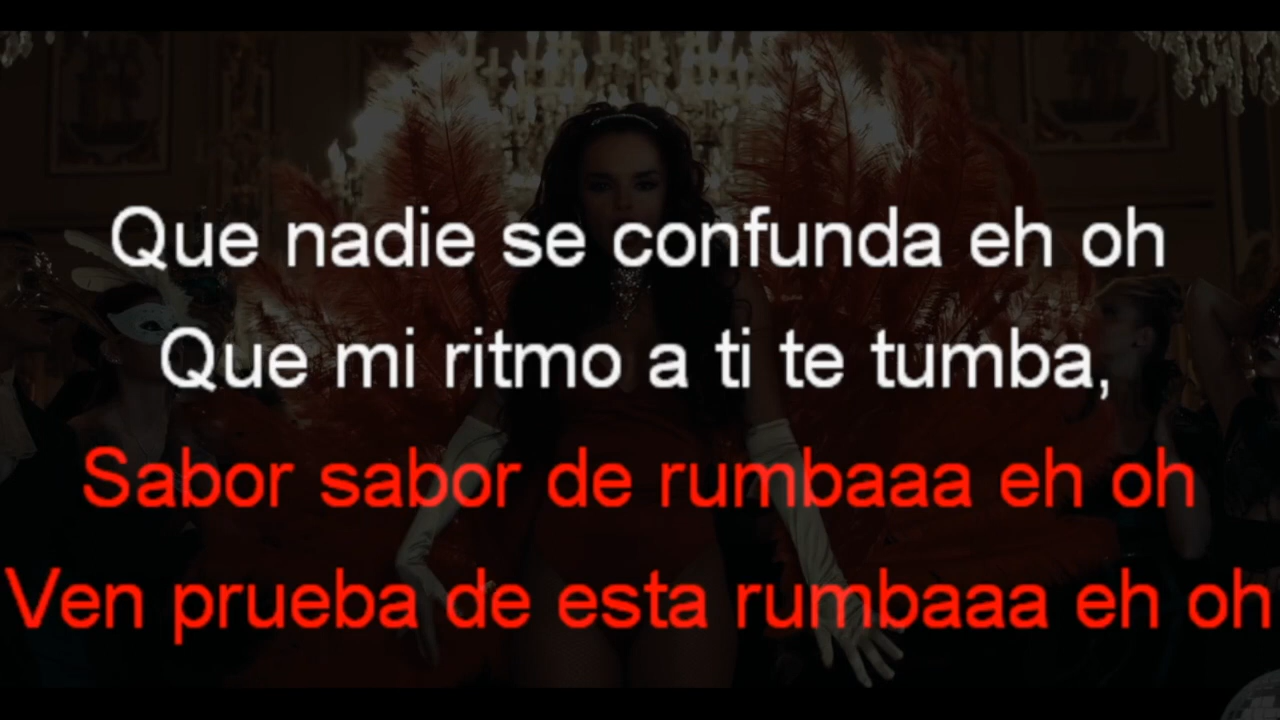 Que nadie se confunda eh oh
Que mi ritmo a ti te tumba,
Sabor sabor de rumbaaa eh oh
Ven prueba de esta rumbaaa eh oh